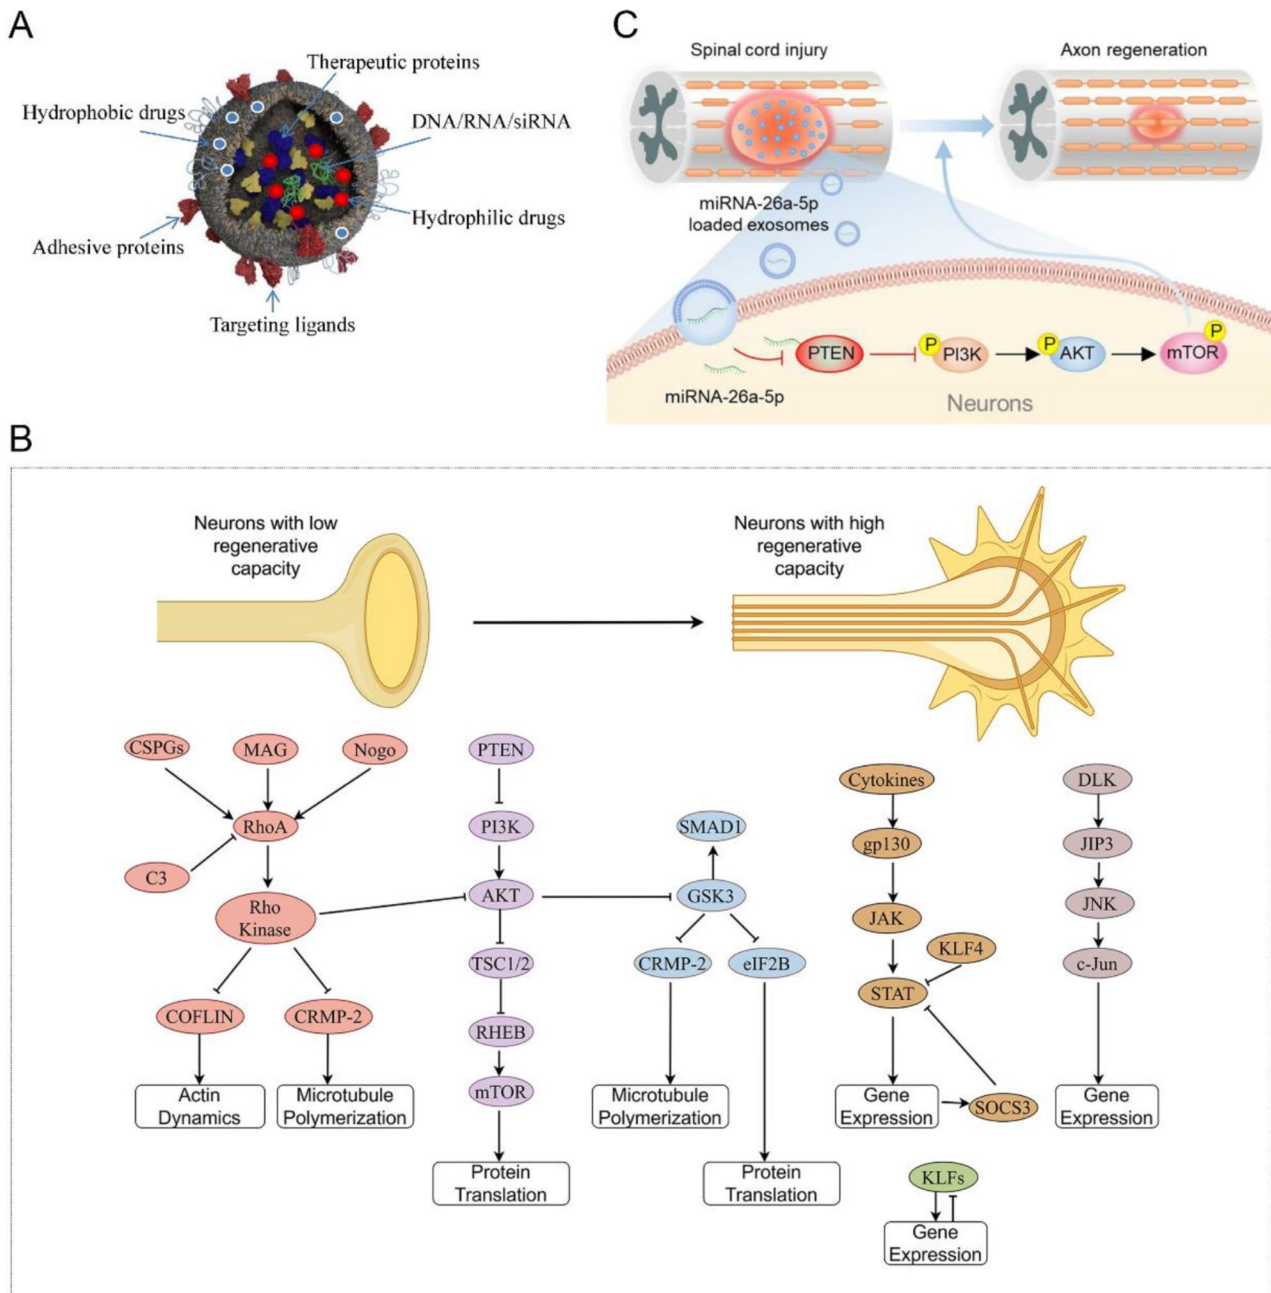 A
Therapeutic proteins
Hydrophobic drugs
DNA/RNA/siRNA
Hydrophilic drugs
Adhesive proteins
Targeting ligands
C
Spinal cord injury
Axon regeneration
miRNA-26a-5p
loaded exosomes
PTEN
P
PI3K
P
AKT
P
mTOR
miRNA-26a-5p
Neurons
B
Neurons with low
regenerative
capacity
Neurons with high
regenerative
capacity
CSPGs
MAG
Nogo
RhoA
C3
Rho
Kinase
COFLIN
CRMP-2
Actin
Dynamics
Microtubule
Polymerization
PTEN
PI3K
AKT
TSC1/2
RHEB
mTOR
Protein
Translation
SMAD1
GSK3
CRMP-2
eIF2B
Microtubule
Polymerization
Protein
Translation
Cytokines
gp130
JAK
KLF4
STAT
Gene
Expression
SOCS3
KLFs
Gene
Expression
DLK
JIP3
JNK
c-Jun
Gene
Expression